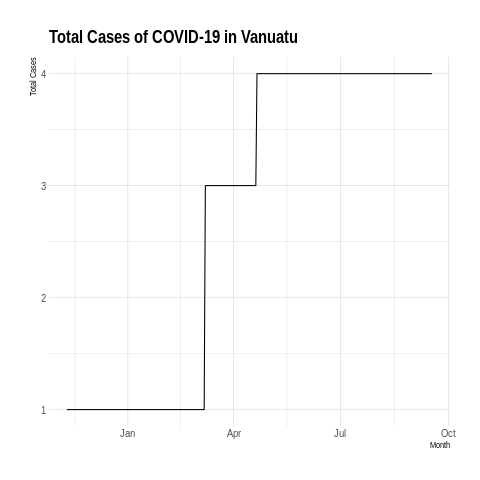 Total Cases of COVID-19 in Vanuatu
Total Cases
4
3
2
1
Jan Apr Jul Oct
Month